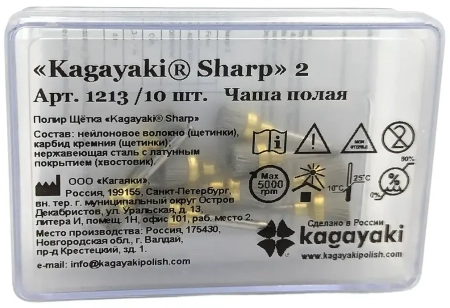 «Kagayaki® Sharp» 2
Арт. 1213 /10 шт. Чаша полая
Полир Щётка «Kagayaki® Sharp»
Состав: нейлоновое волокно (щетинки),
карбид кремния (щетинки);
нержавеющая сталь с латунным
покрытием (хвостовик).
ООО «Кагаяки».
Россия, 199155, Санкт-Петербург,
вн. тер. г. муниципальный округ Остров
Декабристов, ул. Уральская, д. 13,
литера И, помещ. 1Н, офис 101, раб. место 2.
Место производства: Россия, 175430,
Новгородская обл., г. Валдай,
пр-д Крестецкий, зд. 1.
e-mail: info@kagayakipolish.com
Max
5000
rpm
10°C
25°C
90%
0%
Сделано в России
kagayaki
www.kagayakipolish.com